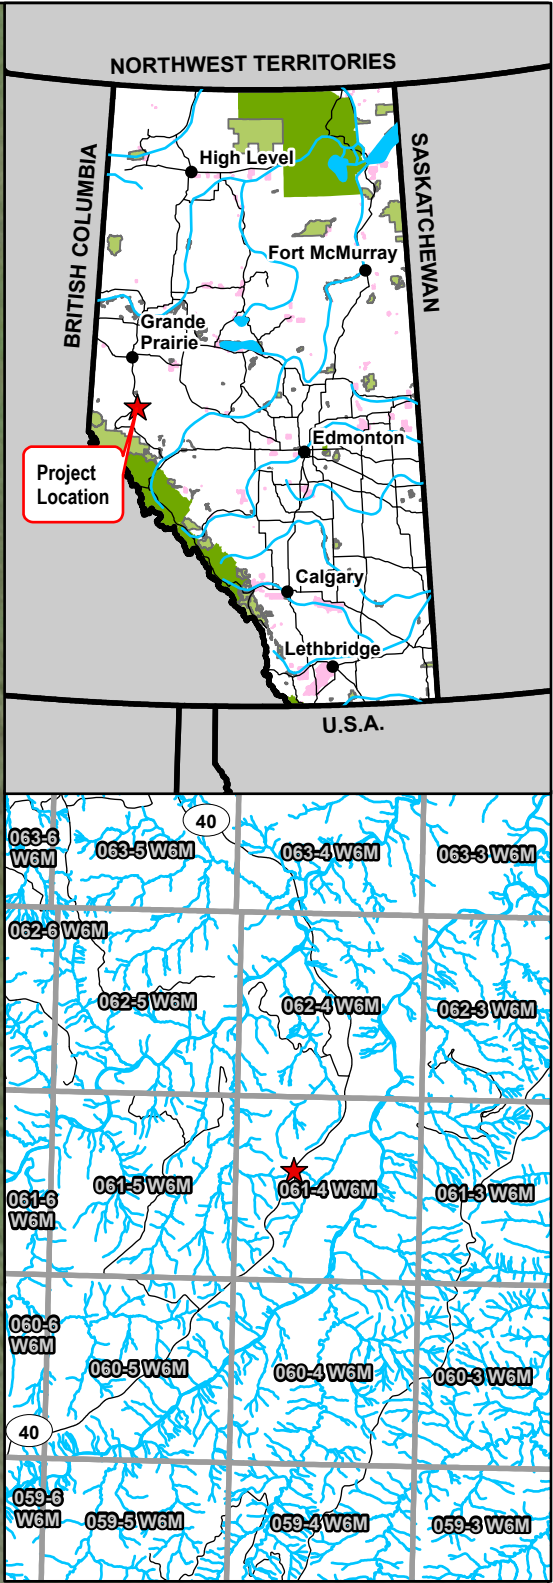 NORTHWEST TERRITORIES
BRITISH COLUMBIA
SASKATCHEWAN
High Level
Fort McMurray
Grande
Prairie
Edmonton
Project
Location
Calgary
Lethbridge
U.S.A.
40
063-6
W6M
063-5 W6M
063-4 W6M
063-3 W6M
062-6 W6M
062-5 W6M
062-4 W6M
062-3 W6M
061-6
W6M
061-5 W6M
061-4 W6M
061-3 W6M
060-6
W6M
060-5 W6M
060-4 W6M
060-3 W6M
40
059-6
W6M
059-5 W6M
059-4 W6M
059-3 W6M